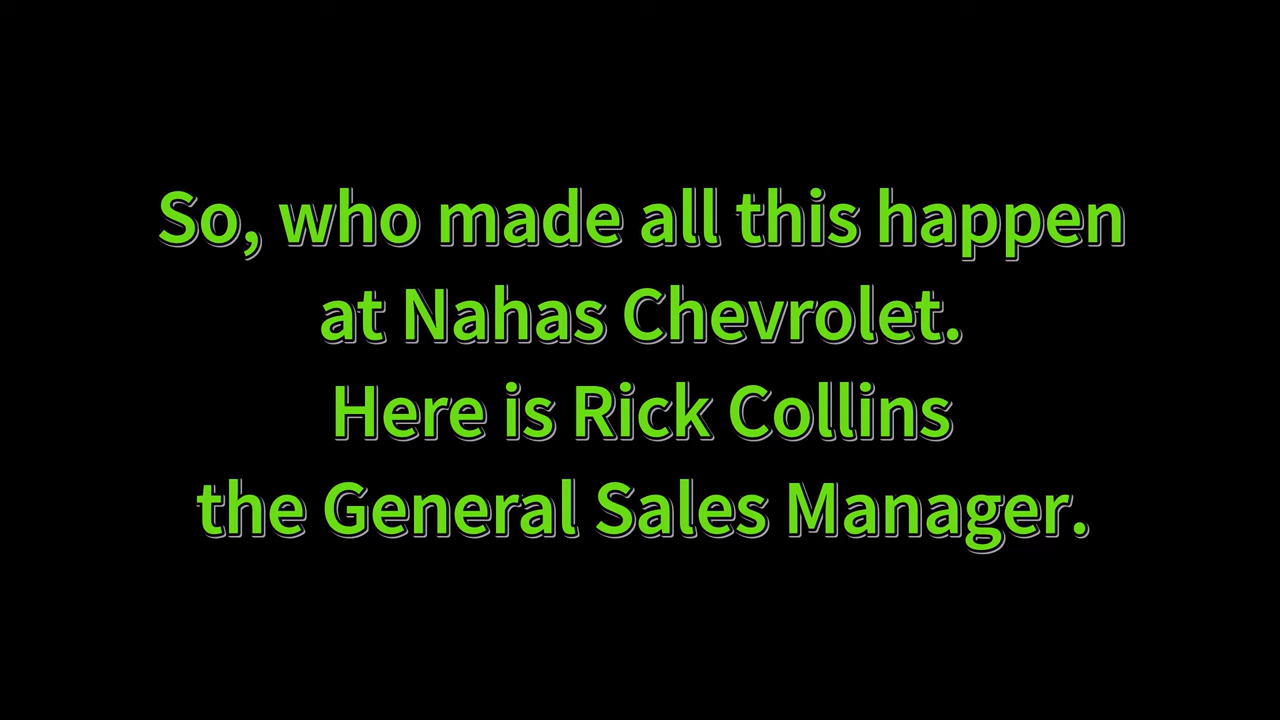 So, who made all this happen
at Nahas Chevrolet.
Here is Rick Collins
the General Sales Manager.